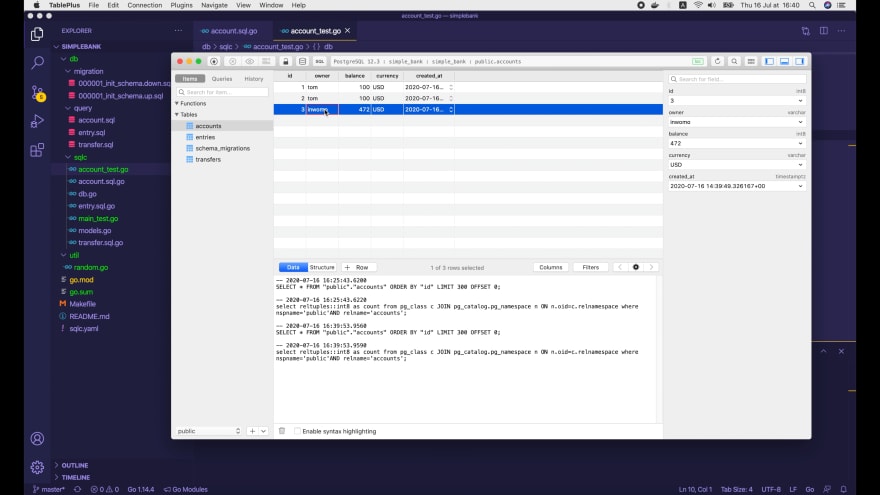 TablePlus File Edit Connection Plugins Navigate View Window Help
Thu 16 Jul at 16:40
account_test.go — simplebank
EXPLORER
SIMPLEBANK
db
migration
000001_init_schema.down.sq
000001_init_schema.up.sql
query
account.sql
entry.sql
transfer.sql
sqlc
account_test.go
account.sql.go
db.go
entry.sql.go
main_test.go
models.go
transfer.sql.go
util
random.go
go.mod
go.sum
Makefile
README.md
sqlc.yaml
OUTLINE
TIMELINE
account.sql.go account_test.go
db > sqlc > account_test.go > {} db
SQL PostgreSQL 12.3 : simple_bank : simple_bank : public.accounts
Items Queries History
Search for item...
Functions
Tables
accounts
entries
schema_migrations
transfers
public
id owner balance currency created_at
1 tom 100 USD 2020-07-16...
2 tom 100 USD 2020-07-16...
3 inwomo 472 USD 2020-07-16...
Data Structure + Row 1 of 3 rows selected Columns Filters
-- 2020-07-16 16:25:43.6200
SELECT * FROM "public"."accounts" ORDER BY "id" LIMIT 300 OFFSET 0;
-- 2020-07-16 16:25:43.6220
select reltuples::int8 as count from pg_class c JOIN pg_catalog.pg_namespace n ON n.oid=c.relnamespace where
nspname='public'AND relname='accounts';
-- 2020-07-16 16:39:53.9560
SELECT * FROM "public"."accounts" ORDER BY "id" LIMIT 300 OFFSET 0;
-- 2020-07-16 16:39:53.9590
select reltuples::int8 as count from pg_class c JOIN pg_catalog.pg_namespace n ON n.oid=c.relnamespace where
nspname='public'AND relname='accounts';
Enable syntax highlighting
Search for field...
id int8
3
owner varchar
inwomo
balance int8
472
currency varchar
USD
created_at timestamptz
2020-07-16 14:39:49.326167+00
master* 0 0 Go 1.14.4 Go Modules
Ln 10, Col 1 Tab Size: 4 UTF-8 LF Go